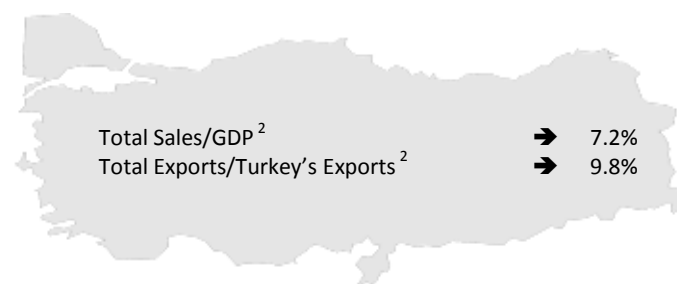 Total Sales/GDP ² ➔ 7.2%
Total Exports/Turkey’s Exports ² ➔ 9.8%